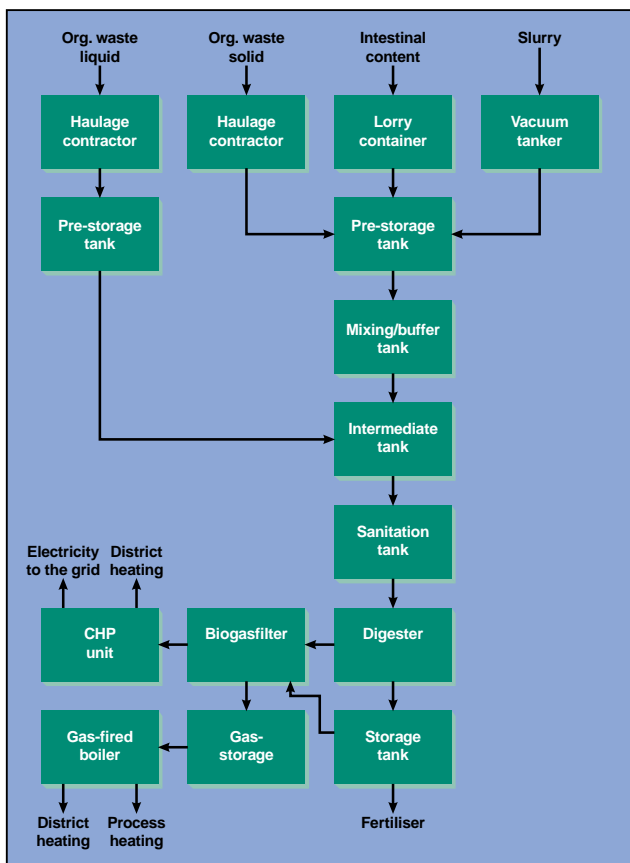 Org. waste
liquid
Org. waste
solid
Intestinal
content
Slurry
Haulage
contractor
Haulage
contractor
Lorry
container
Vacuum
tanker
Pre-storage
tank
Pre-storage
tank
Mixing/buffer
tank
Intermediate
tank
Sanitation
tank
Electricity
to the grid
District
heating
CHP
unit
Biogasfilter
Digester
Gas-fired
boiler
Gas-
storage
Storage
tank
District
heating
Process
heating
Fertiliser